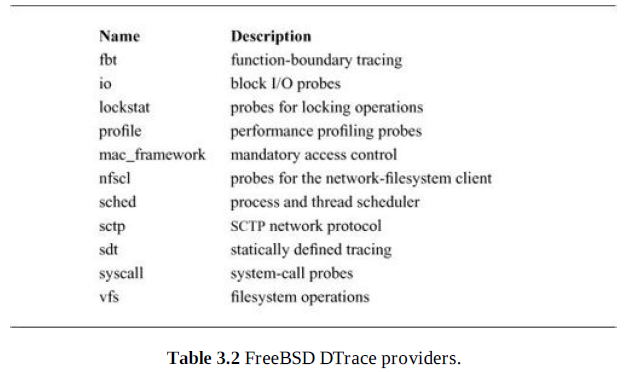 Name Description
fbt function-boundary tracing
io block I/O probes
lockstat probes for locking operations
profile performance profiling probes
mac_framework mandatory access control
nfscl probes for the network-filesystem client
sched process and thread scheduler
sctp SCTP network protocol
sdt statically defined tracing
syscall system-call probes
vfs filesystem operations
Table 3.2 FreeBSD DTrace providers.